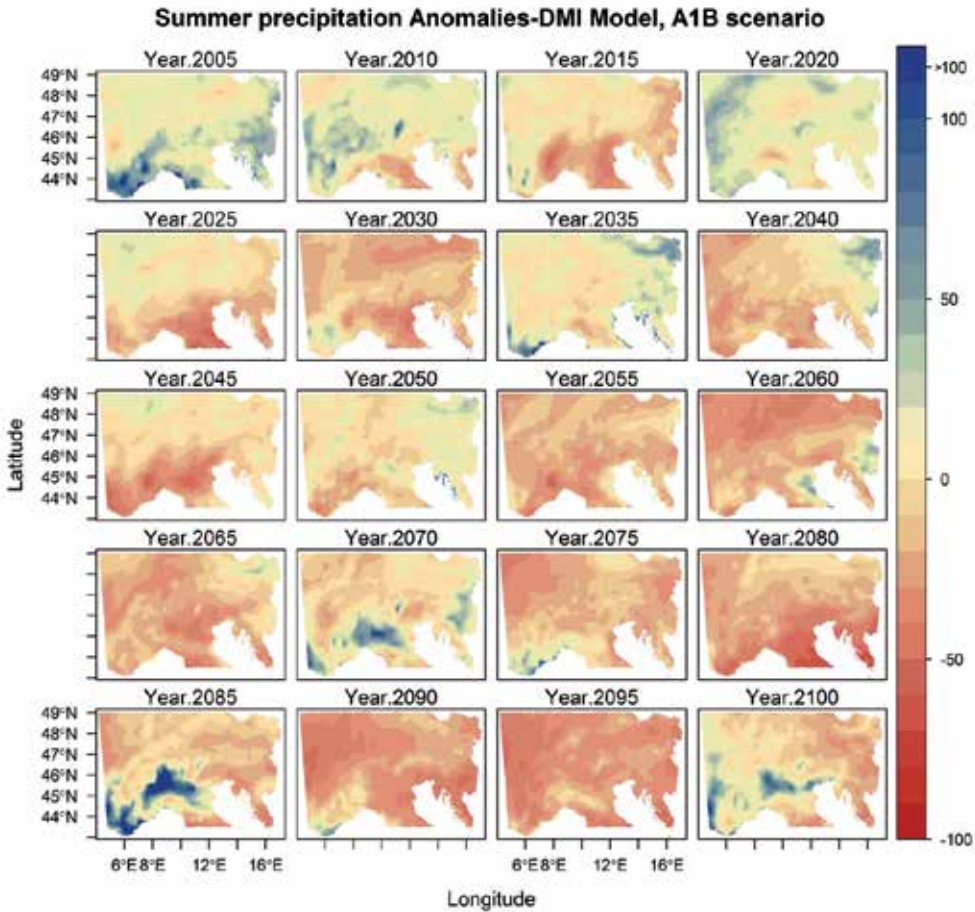 Summer precipitation Anomalies-DMI Model, A1B scenario
Year.2005 Year.2010 Year.2015 Year.2020
49°N
48°N
47°N
46°N
45°N
44°N
Year.2025 Year.2030 Year.2035 Year.2040
Year.2045 Year.2050 Year.2055 Year.2060
49°N
48°N
47°N
46°N
45°N
44°N
Year.2065 Year.2070 Year.2075 Year.2080
Year.2085 Year.2090 Year.2095 Year.2100
49°N
48°N
47°N
46°N
45°N
44°N
6°E 8°E 12°E 16°E 6°E 8°E 12°E 16°E
Latitude
Longitude
>100
100
50
0
-50
-100